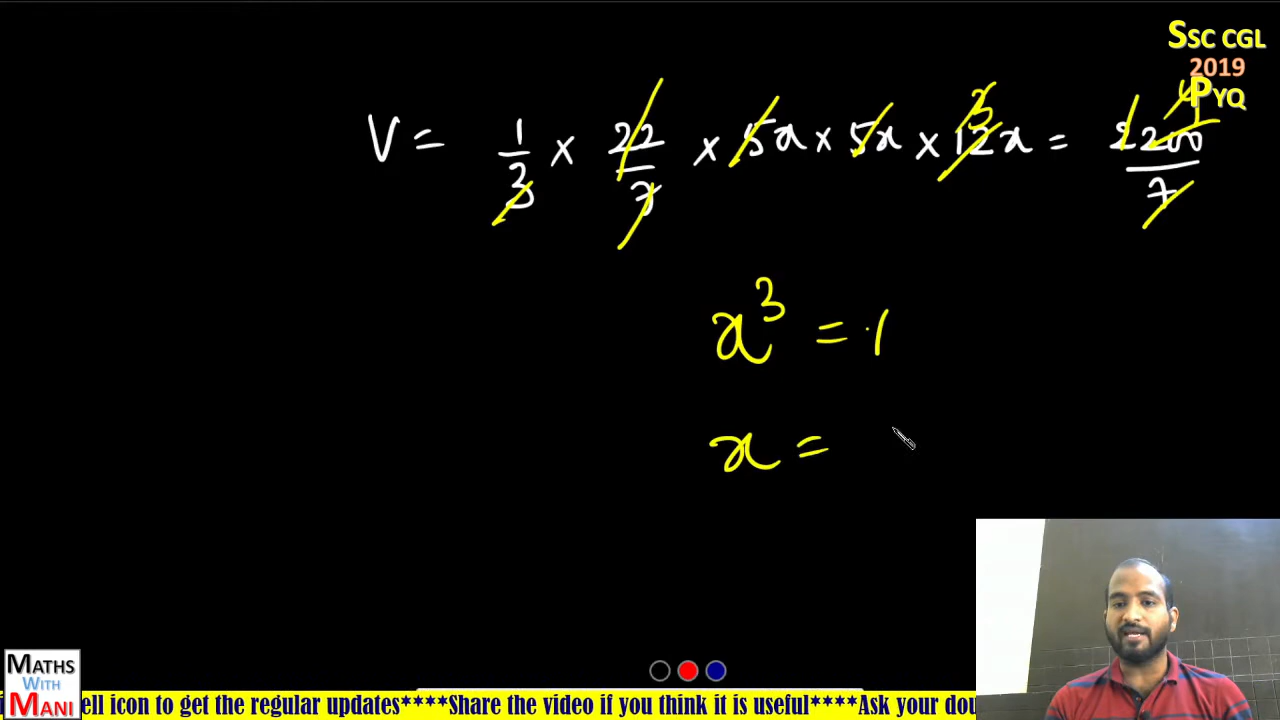 SSC CGL
2019
PYQ
V = 1/3 × 22/7 × 5x × 5x × 12x = 2200/7
x³ = 1
x =
MATHS
WITH
MANI
ell icon to get the regular updates****Share the video if you think it is useful****Ask your dou